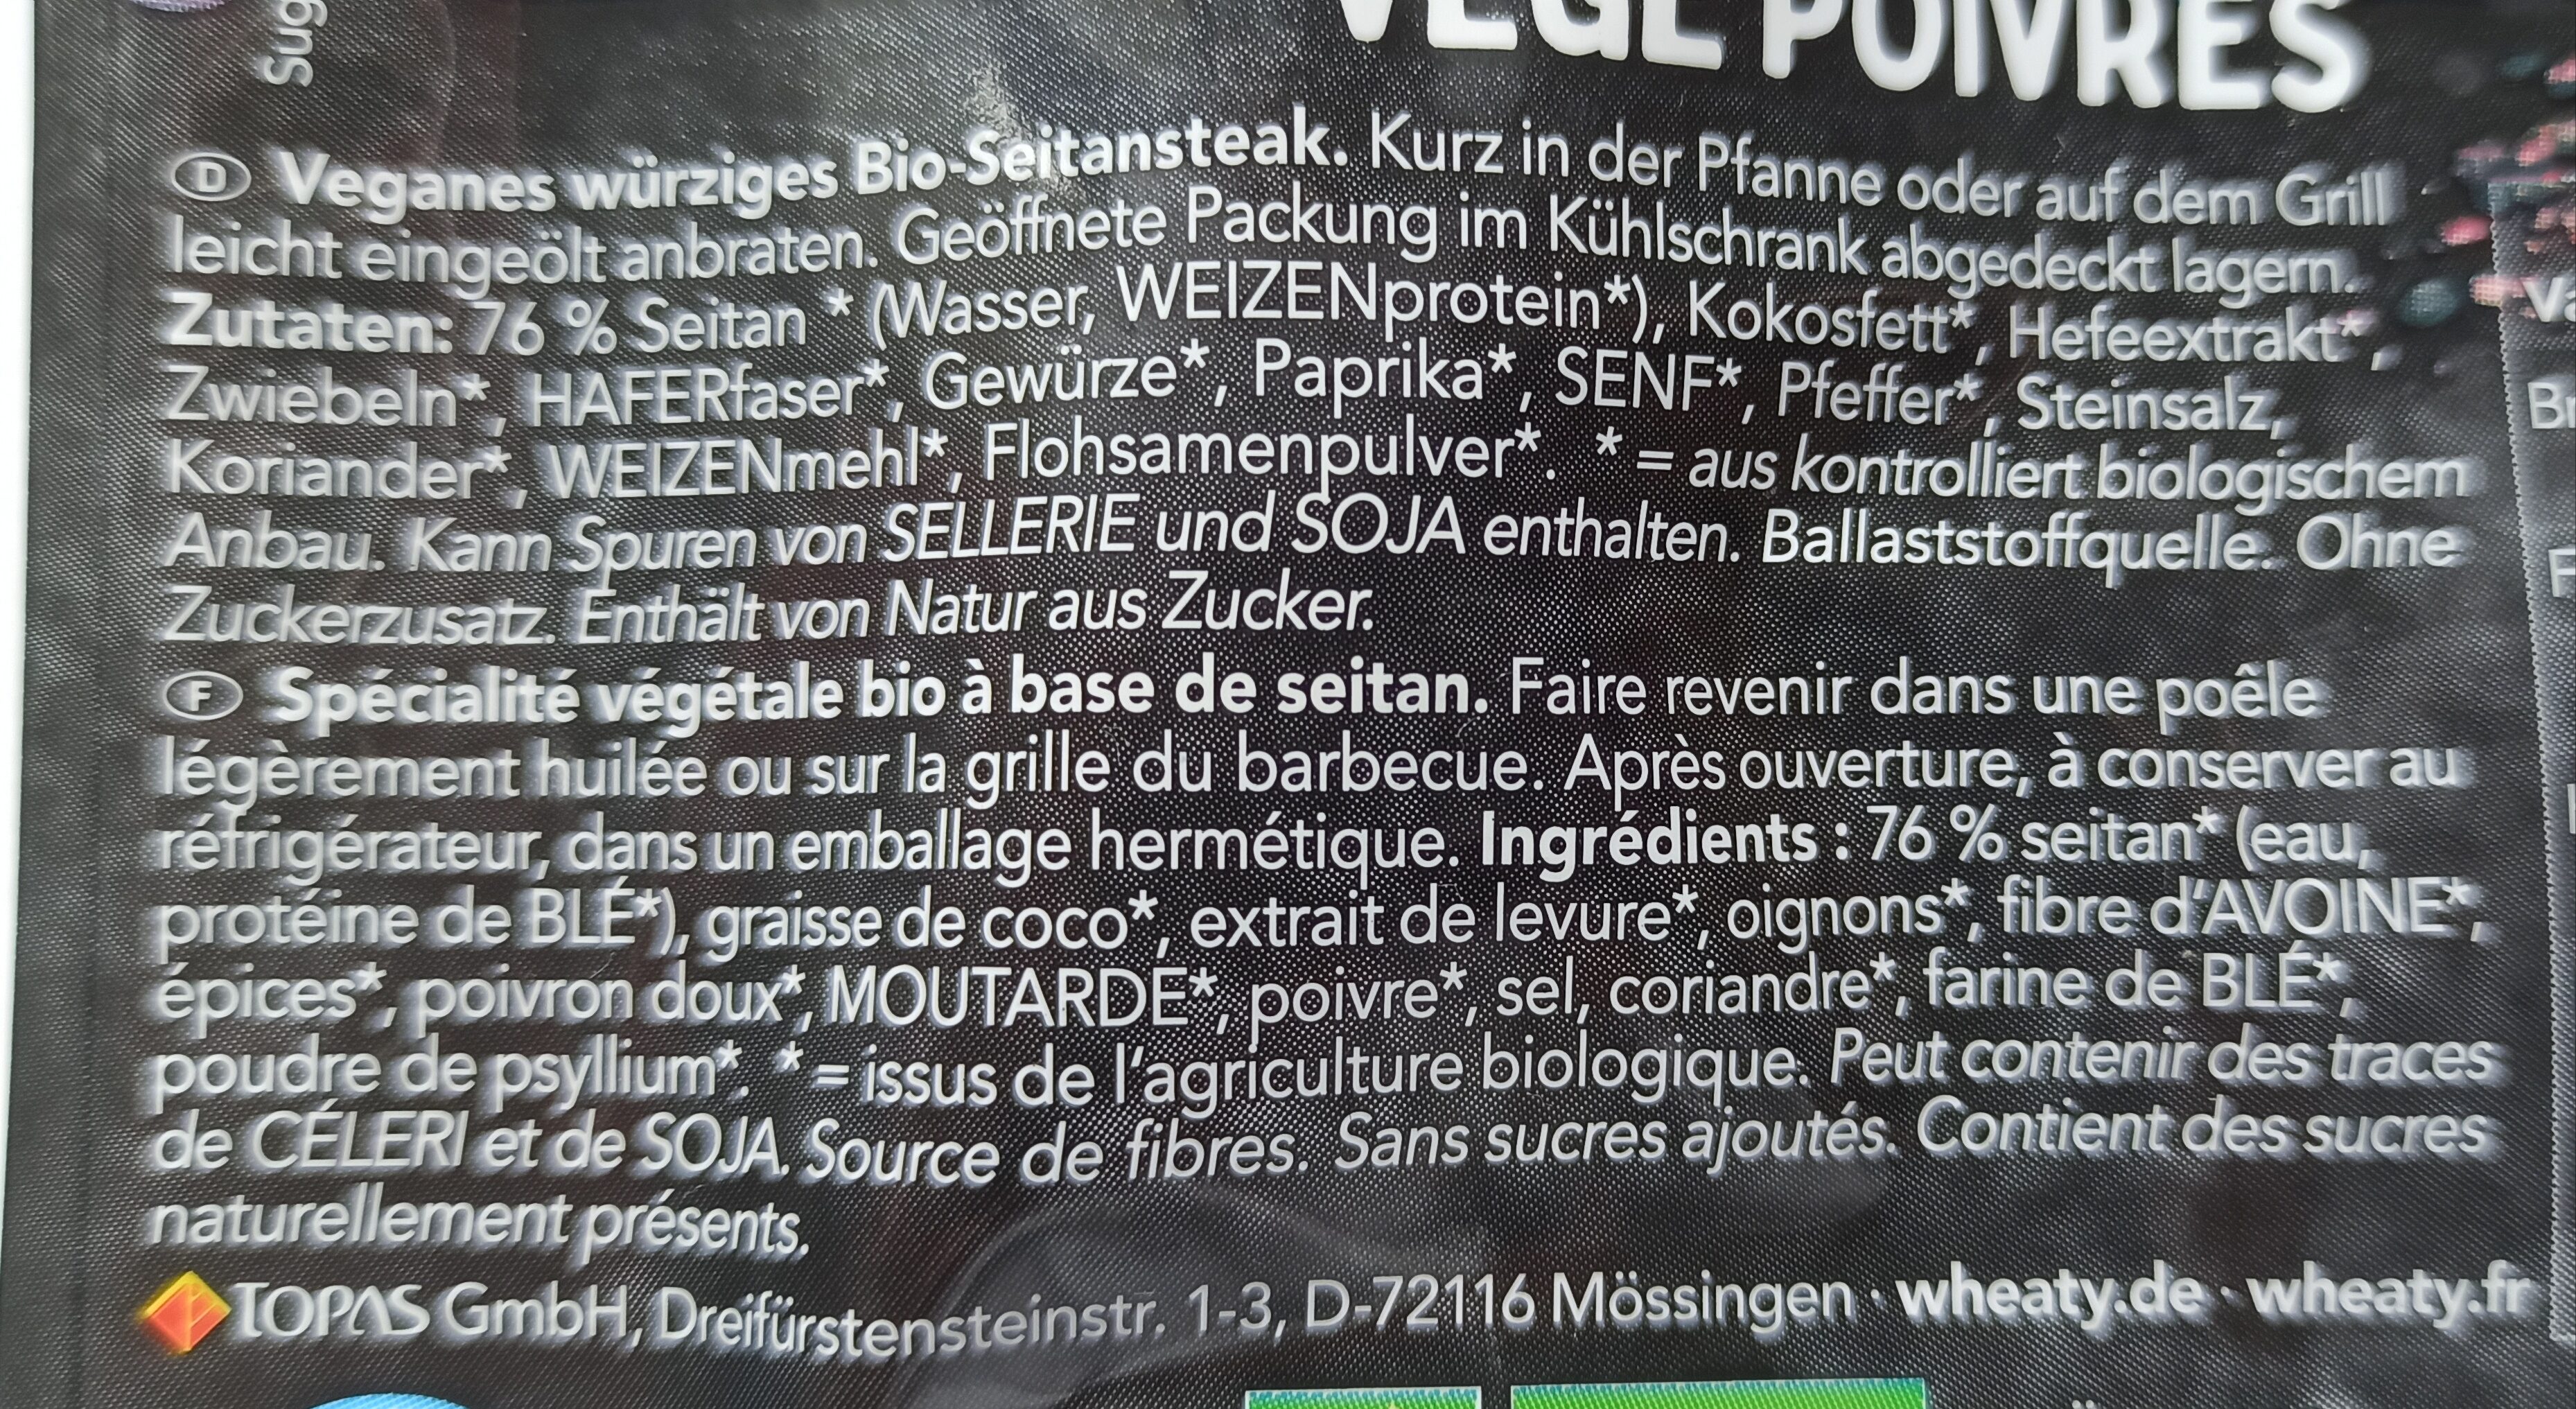 Sug
VÉGÉ POIVRES
D Veganes würziges Bio-Seitansteak. Kurz in der Pfanne oder auf dem Grill
leicht eingeölt anbraten. Geöffnete Packung im Kühlschrank abgedeckt lagern.
Zutaten: 76 % Seitan * (Wasser, WEIZENprotein*), Kokosfett*, Hefeextrakt*,
Zwiebeln*, HAFERfaser*, Gewürze*, Paprika*, SENF*, Pfeffer*, Steinsalz,
Koriander*, WEIZENmehl*, Flohsamenpulver*. * = aus kontrolliert biologischem
Anbau. Kann Spuren von SELLERIE und SOJA enthalten. Ballaststoffquelle. Ohne
Zuckerzusatz. Enthält von Natur aus Zucker.
F Spécialité végétale bio à base de seitan. Faire revenir dans une poêle
légèrement huilée ou sur la grille du barbecue. Après ouverture, à conserver au
réfrigérateur, dans un emballage hermétique. Ingrédients : 76 % seitan* (eau,
protéine de BLÉ*), graisse de coco*, extrait de levure*, oignons*, fibre d'AVOINE*,
épices*, poivron doux*, MOUTARDE*, poivre*, sel, coriandre*, farine de BLÉ*,
poudre de psyllium*. * = issus de l'agriculture biologique. Peut contenir des traces
de CÉLERI et de SOJA. Source de fibres. Sans sucres ajoutés. Contient des sucres
naturellement présents.
TOPAS GmbH, Dreifürstensteinstr. 1-3, D-72116 Mössingen · wheaty.de · wheaty.fr